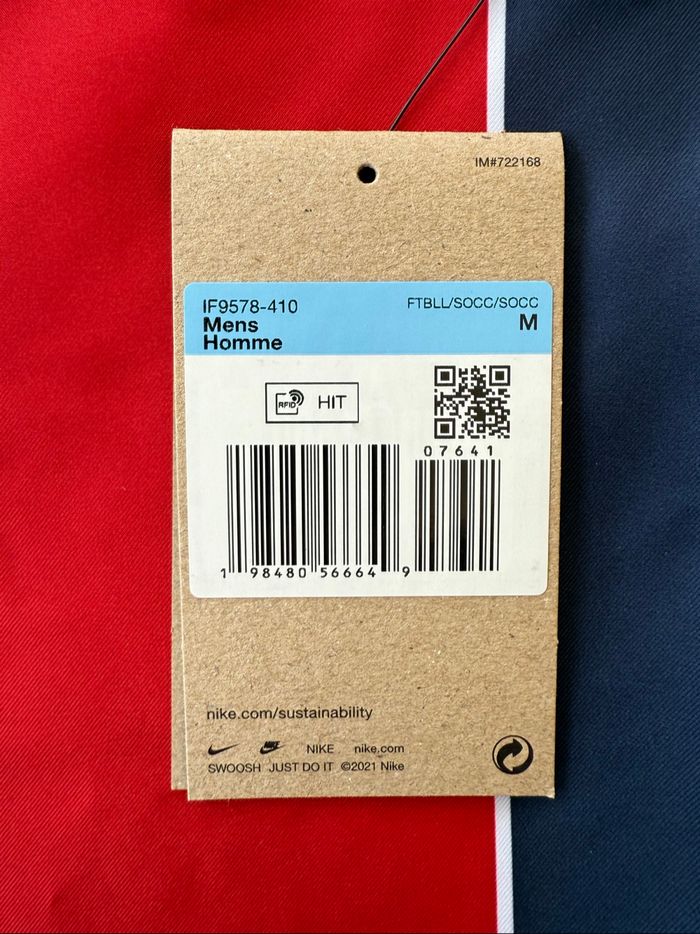 IM#722168
IF9578-410 FTBLL/SOCC/SOCC
Mens M
Homme
RFID HIT
07641
1 98480 56664 9
nike.com/sustainability
NIKE nike.com
SWOOSH JUST DO IT ©2021 Nike